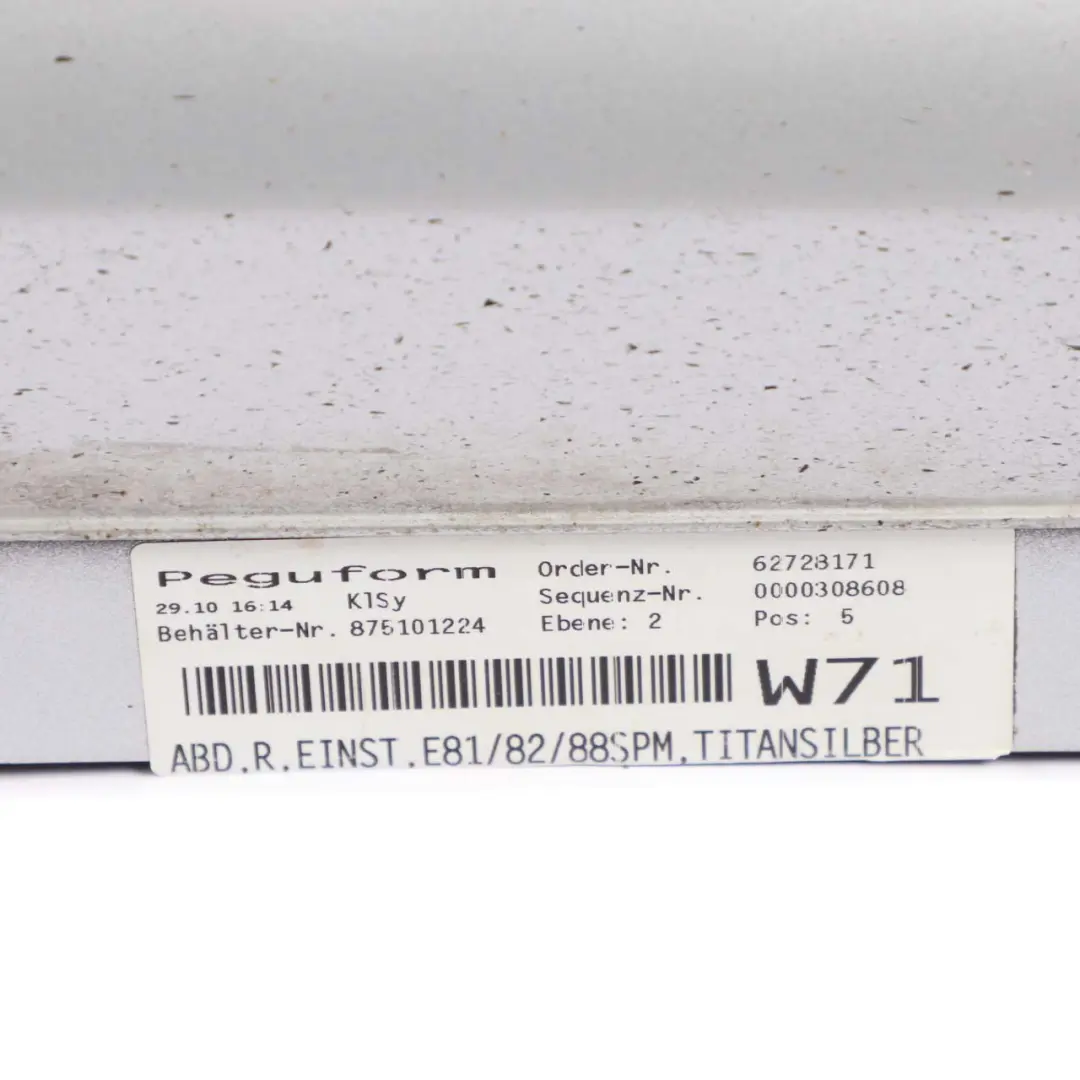 Peguform
29.10 16:14 KlSy
Behälter-Nr. 875101224
Order-Nr. 62728171
Sequenz-Nr. 0000308608
Ebene: 2 Pos: 5
W71
ABD.R.EINST.E81/82/88SPM,TITANSILBER